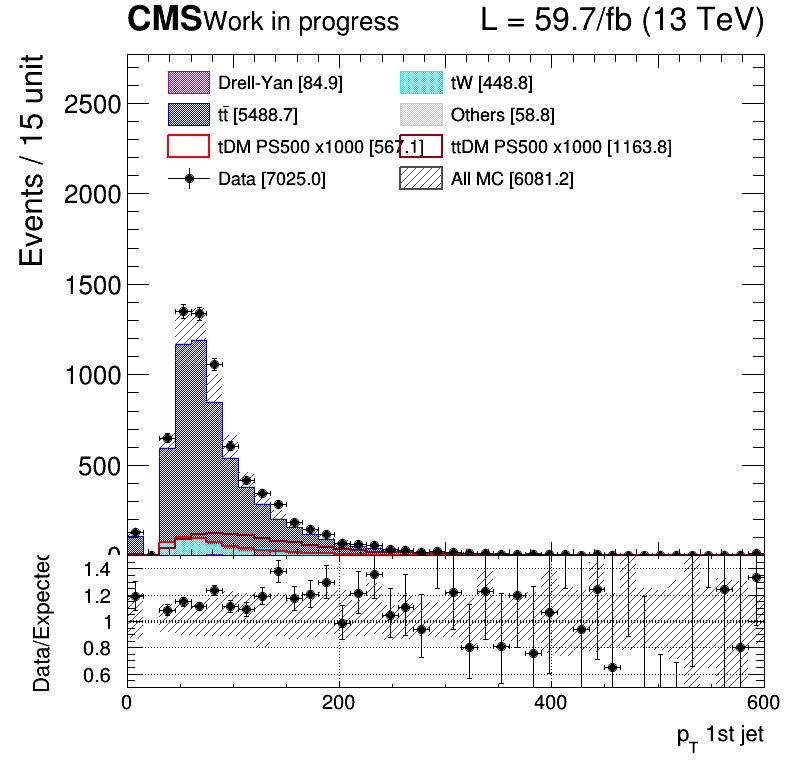 CMS Work in progress L = 59.7/fb (13 TeV)
Events / 15 unit
2500
2000
1500
1000
500
0
Drell-Yan [84.9]
tW [448.8]
tt̄ [5488.7]
Others [58.8]
tDM PS500 x1000 [567.1]
ttDM PS500 x1000 [1163.8]
Data [7025.0]
All MC [6081.2]
Data/Expected
1.4
1.2
1
0.8
0.6
0 200 400 600
p_T 1st jet